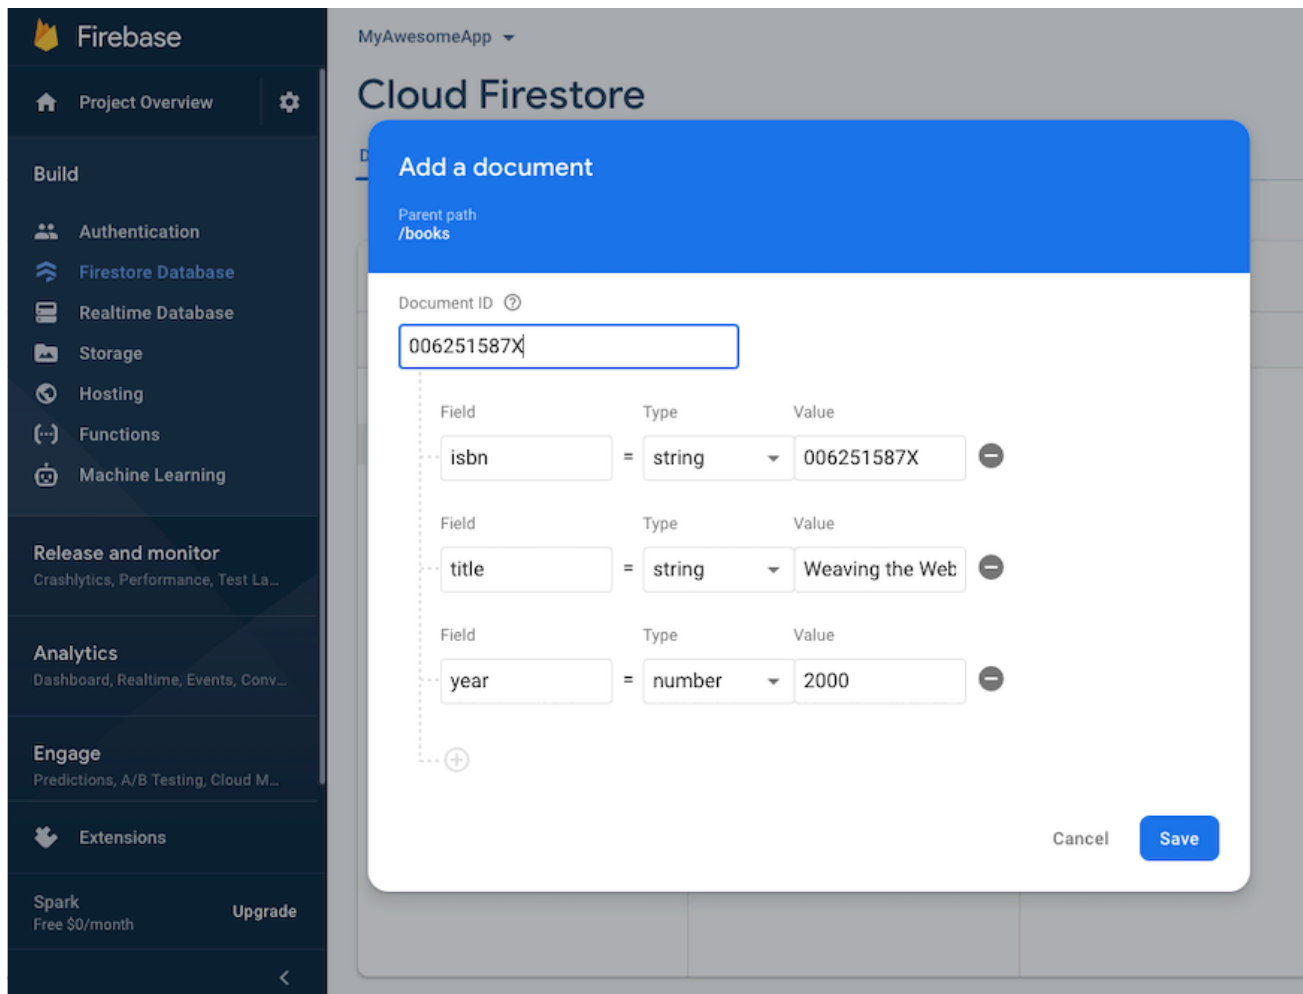 Firebase
Project Overview
Build
Authentication
Firestore Database
Realtime Database
Storage
Hosting
Functions
Machine Learning
Release and monitor
Crashlytics, Performance, Test La...
Analytics
Dashboard, Realtime, Events, Conv...
Engage
Predictions, A/B Testing, Cloud M...
Extensions
Spark
Free $0/month
Upgrade
MyAwesomeApp
Cloud Firestore
D
Add a document
Parent path
/books
Document ID
006251587X
Field Type Value
isbn = string 006251587X
Field Type Value
title = string Weaving the Web
Field Type Value
year = number 2000
Cancel Save